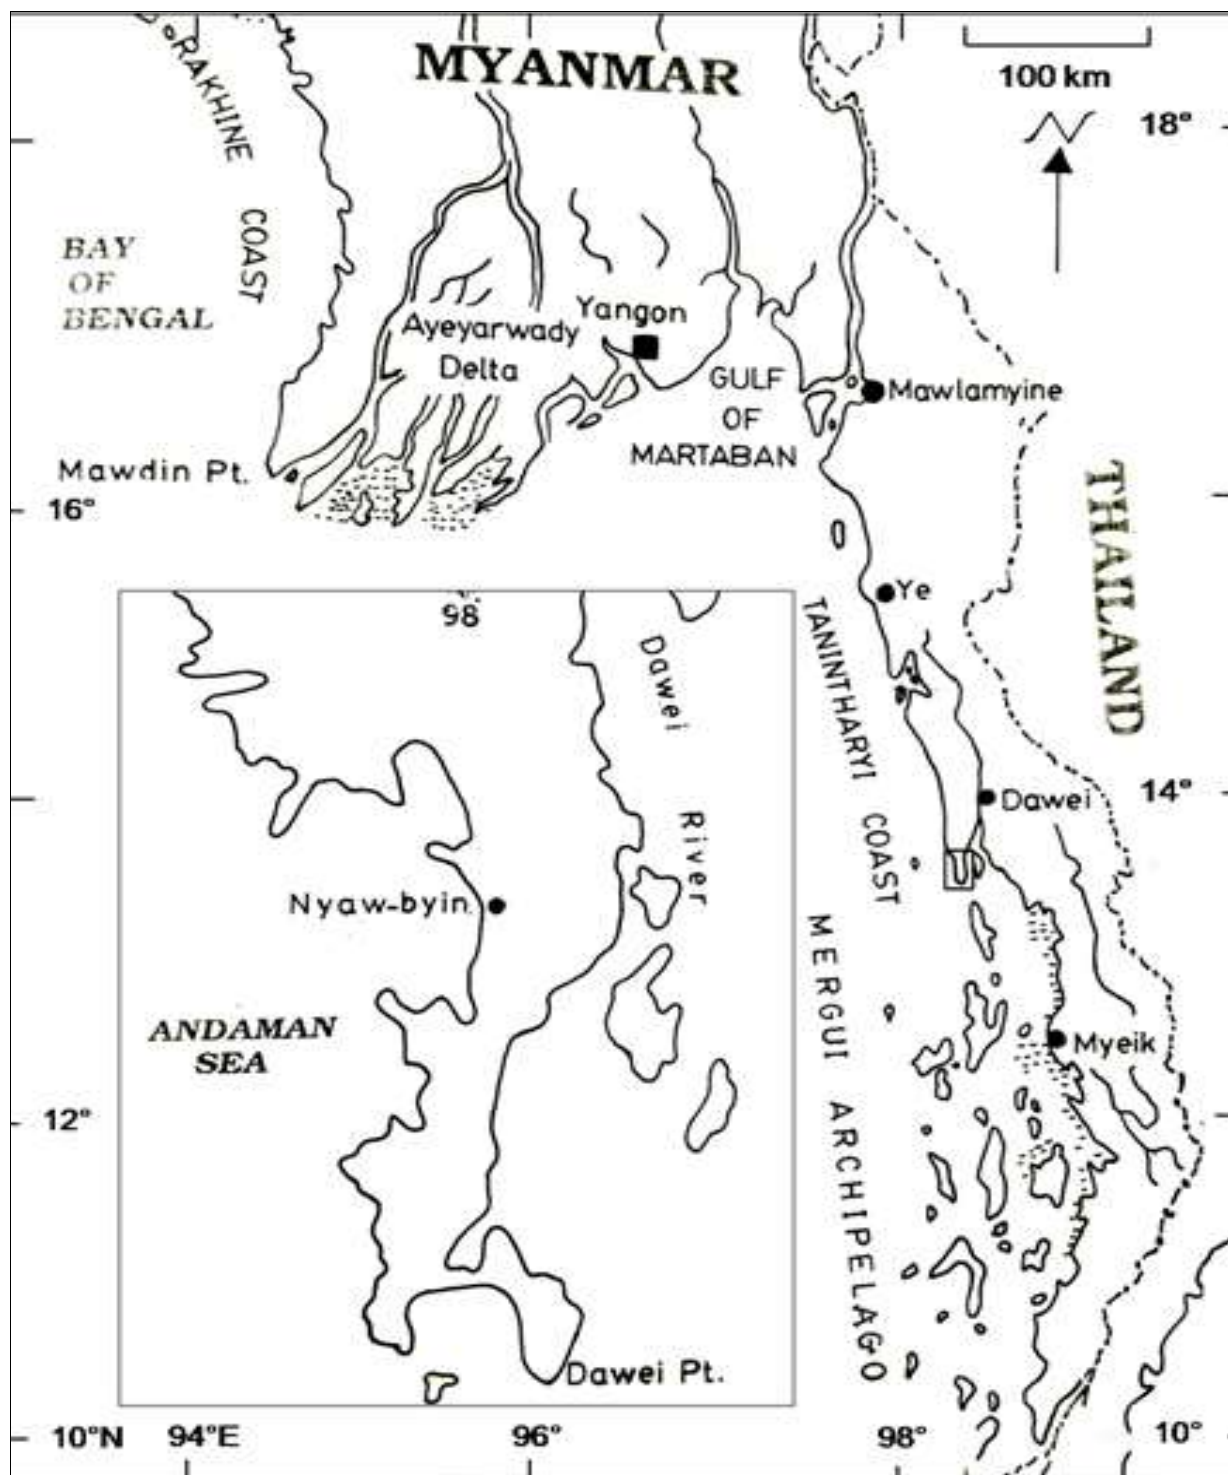 MYANMAR
100 km
18°
RAKHINE COAST
BAY
OF
BENGAL
Yangon
Ayeyarwady
Delta
GULF
OF
MARTABAN
Mawlamyine
Mawdin Pt.
16°
THAILAND
Ye
TANINTHARYI COAST
98
Dawei River
14°
Dawei
Nyaw-byin
MERGUI ARCHIPELAGO
ANDAMAN
SEA
Myeik
12°
Dawei Pt.
10°N
94°E
96°
98°
10°